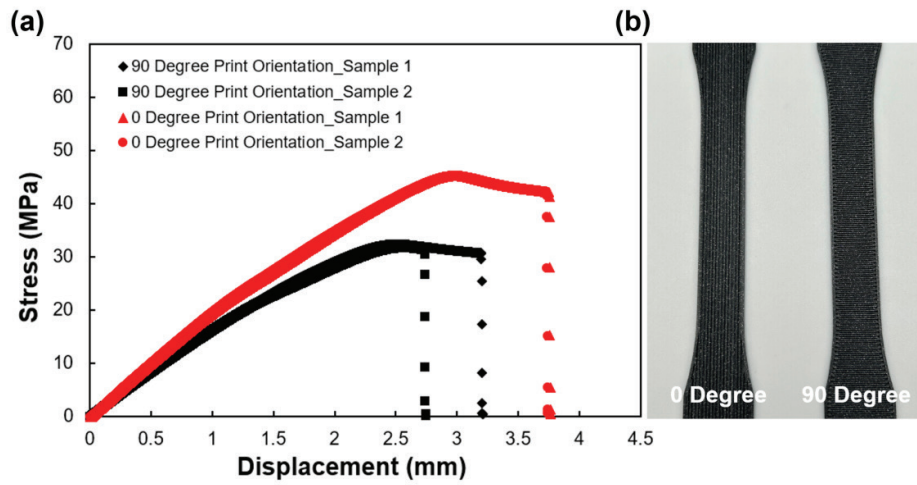 (a)
(b)
70
60
50
40
30
20
10
0
90 Degree Print Orientation_Sample 1
90 Degree Print Orientation_Sample 2
0 Degree Print Orientation_Sample 1
0 Degree Print Orientation_Sample 2
Stress (MPa)
0 0.5 1 1.5 2 2.5 3 3.5 4 4.5
Displacement (mm)
0 Degree 90 Degree